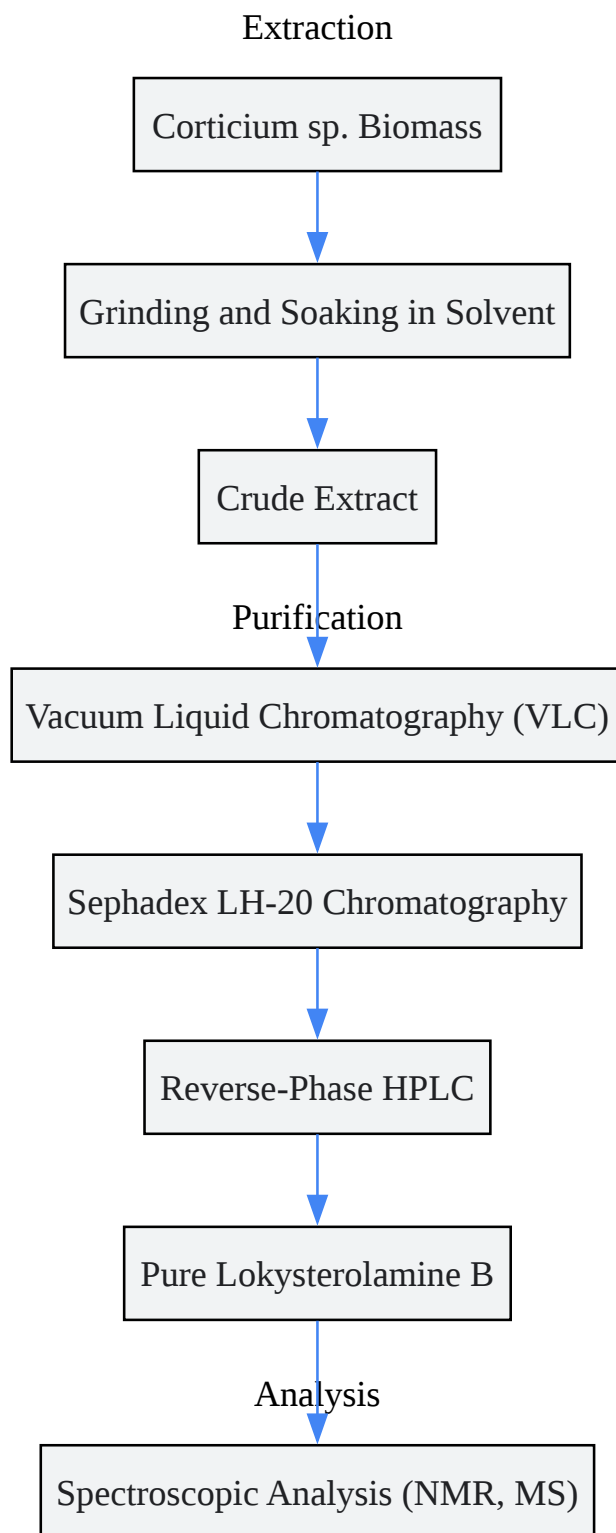 Extraction
Corticium sp. Biomass
Grinding and Soaking in Solvent
Crude Extract
Purification
Vacuum Liquid Chromatography (VLC)
Sephadex LH-20 Chromatography
Reverse-Phase HPLC
Pure Lokysterolamine B
Analysis
Spectroscopic Analysis (NMR, MS)